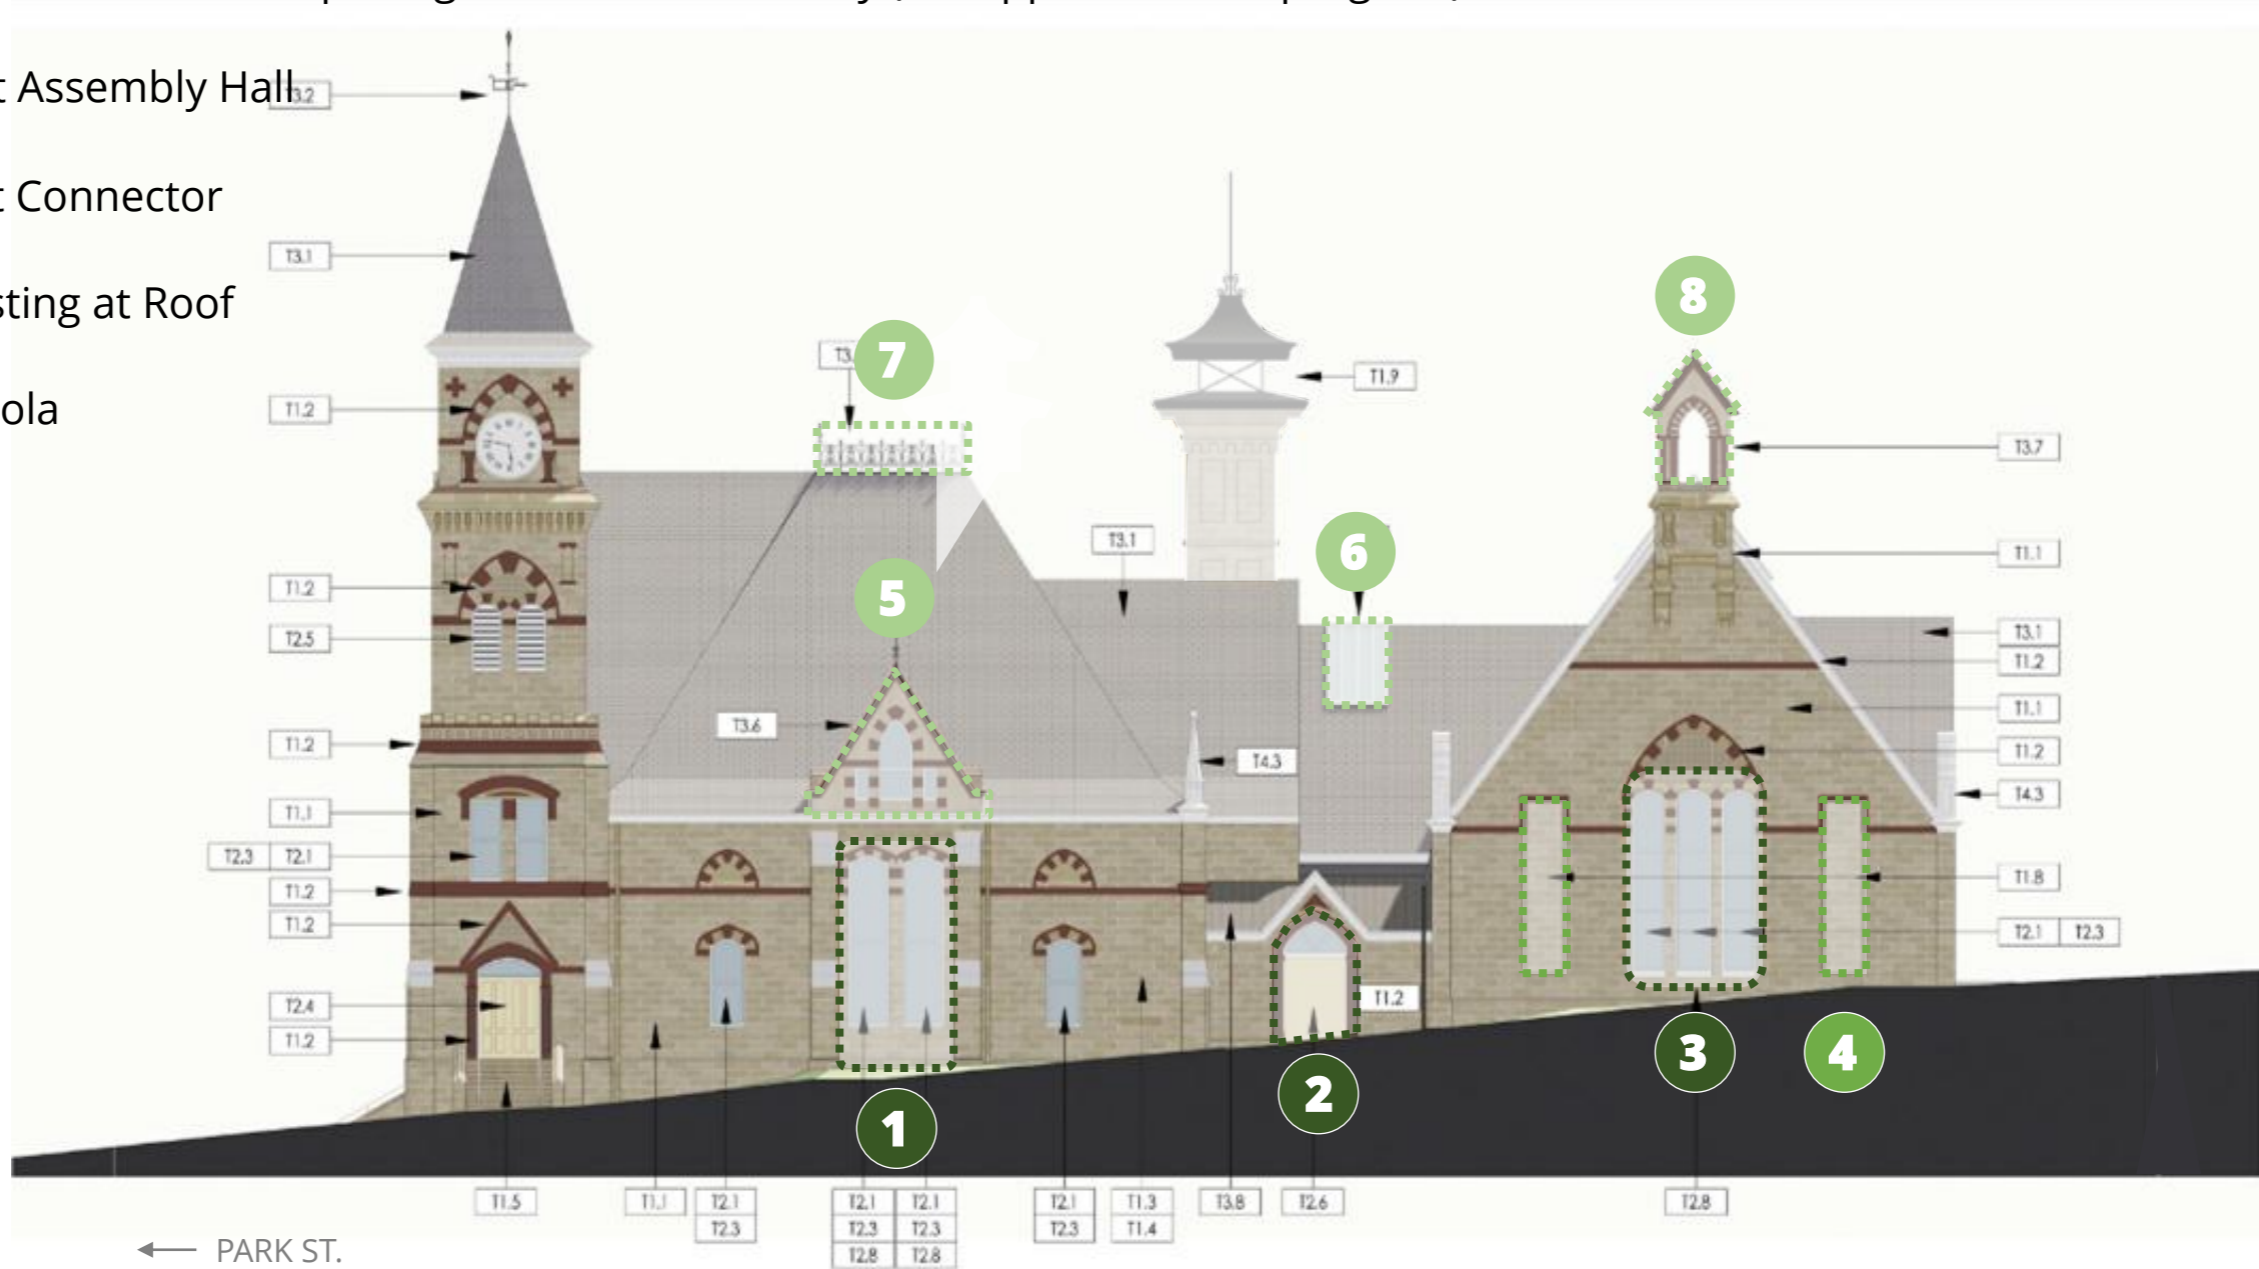 t Assembly Hall
3.2
t Connector
T3.1
sting at Roof
8
T3.
7
T1.9
ola
T1.2
T3.7
T3.1
6
T1.1
T1.2
5
T2.5
T3.1
T1.2
T3.6
T1.1
T1.2
T4.3
T1.2
T4.3
T1.1
T2.3 T2.1
T1.8
T1.2
T1.2
T2.1 T2.3
T2.4
T1.2
T1.2
3
4
2
1
T1.5
T1.1
T2.1
T2.3
T2.1 T2.1
T2.3 T2.3
T2.8 T2.8
T2.1
T2.3
T1.3
T1.4
T3.8
T2.6
T2.8
PARK ST.